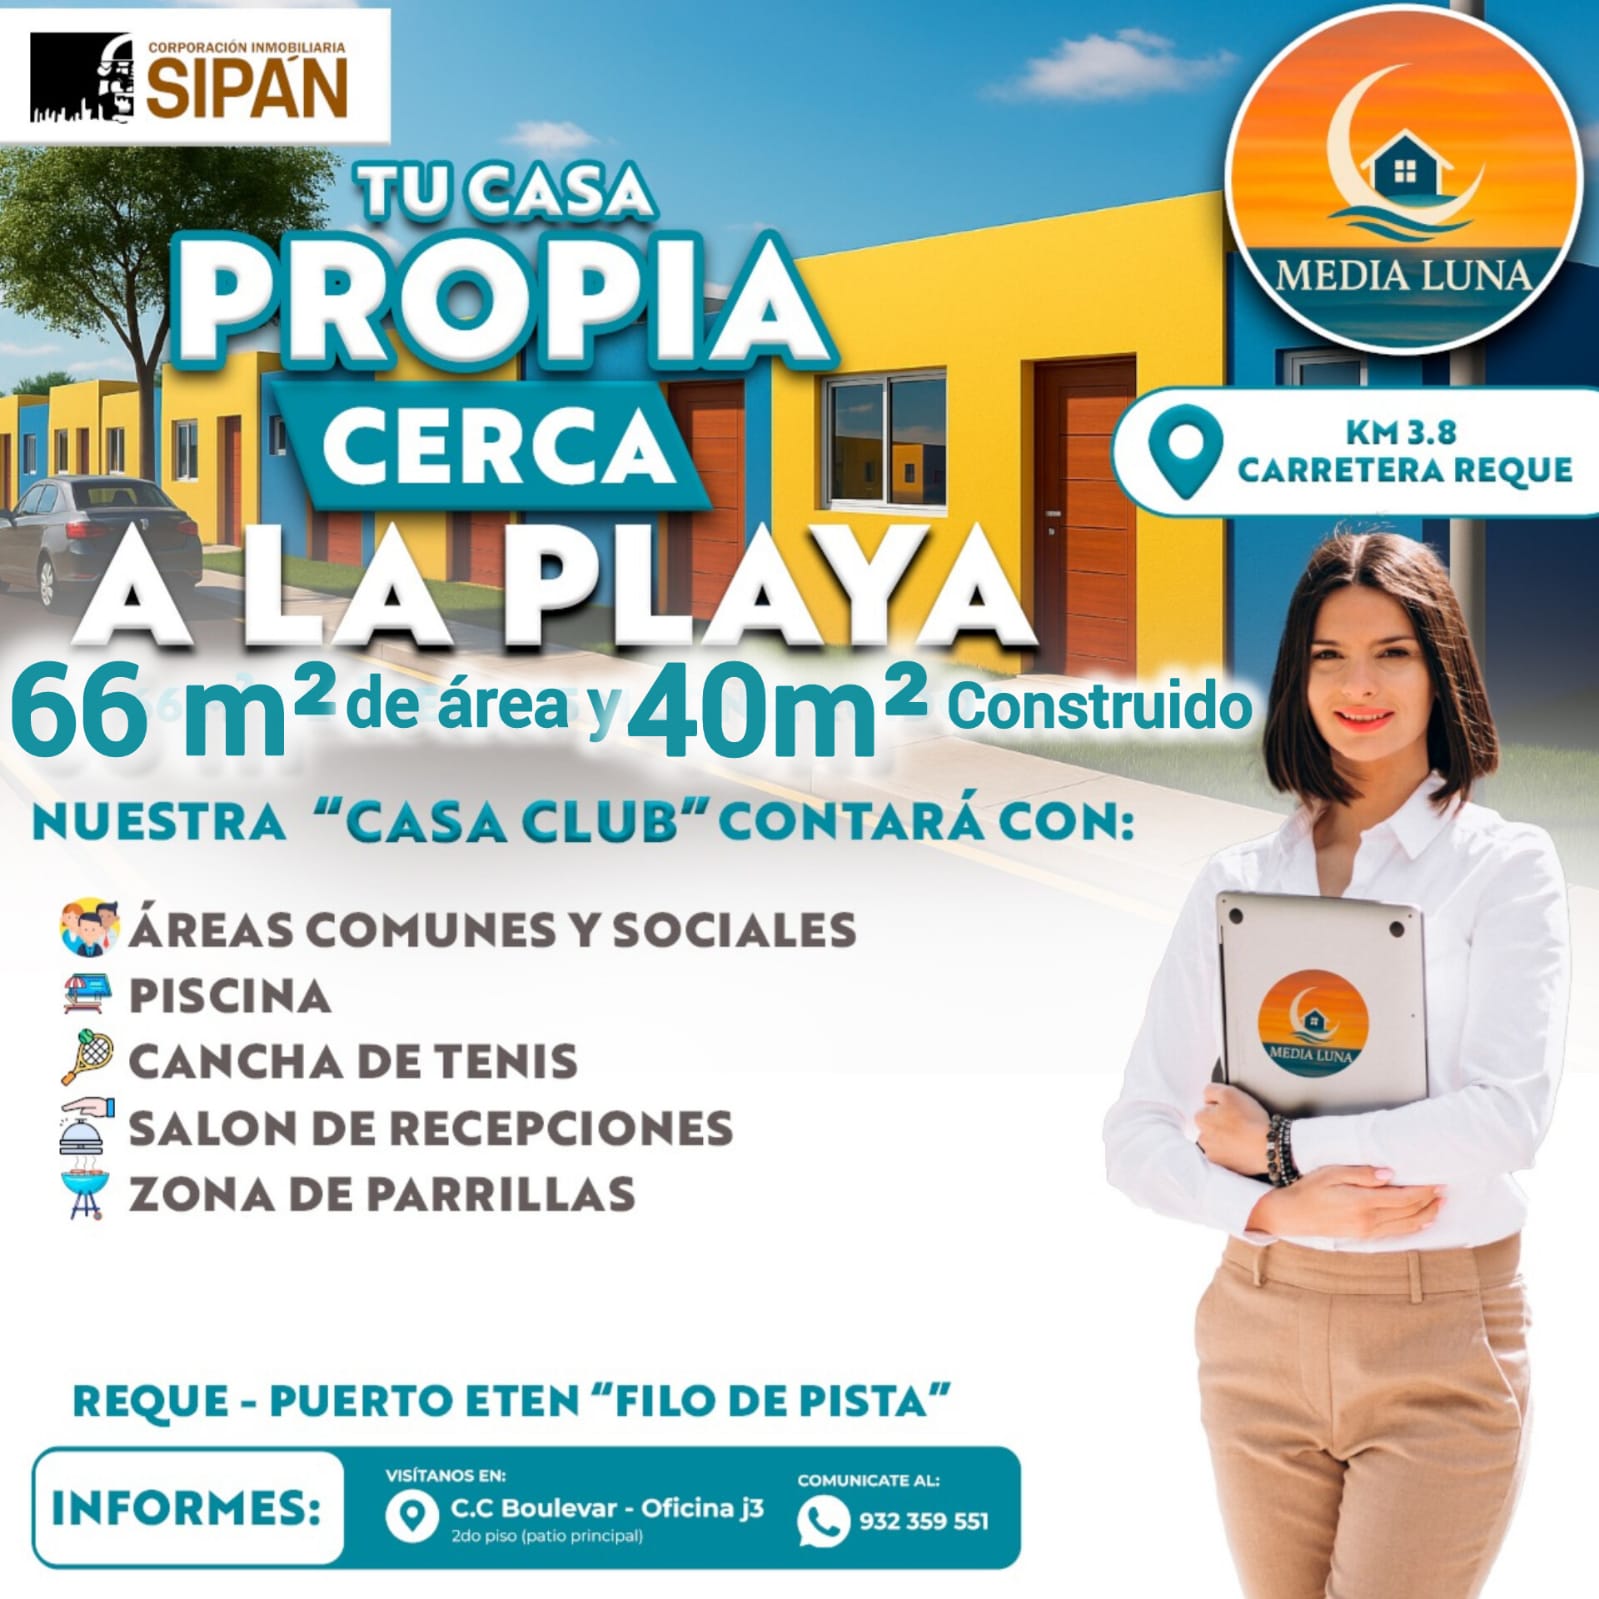 CORPORACIÓN INMOBILIARIA
SIPÁN
MEDIA LUNA
TU CASA
PROPIA
CERCA
A LA PLAYA
KM 3.8
CARRETERA REQUE
66 m² de área y 40m² Construido
NUESTRA "CASA CLUB" CONTARÁ CON:
ÁREAS COMUNES Y SOCIALES
PISCINA
CANCHA DE TENIS
SALON DE RECEPCIONES
ZONA DE PARRILLAS
MEDIA LUNA
REQUE - PUERTO ETEN "FILO DE PISTA"
INFORMES:
VISÍTANOS EN:
C.C Boulevar - Oficina j3
2do piso (patio principal)
COMUNICATE AL:
932 359 551